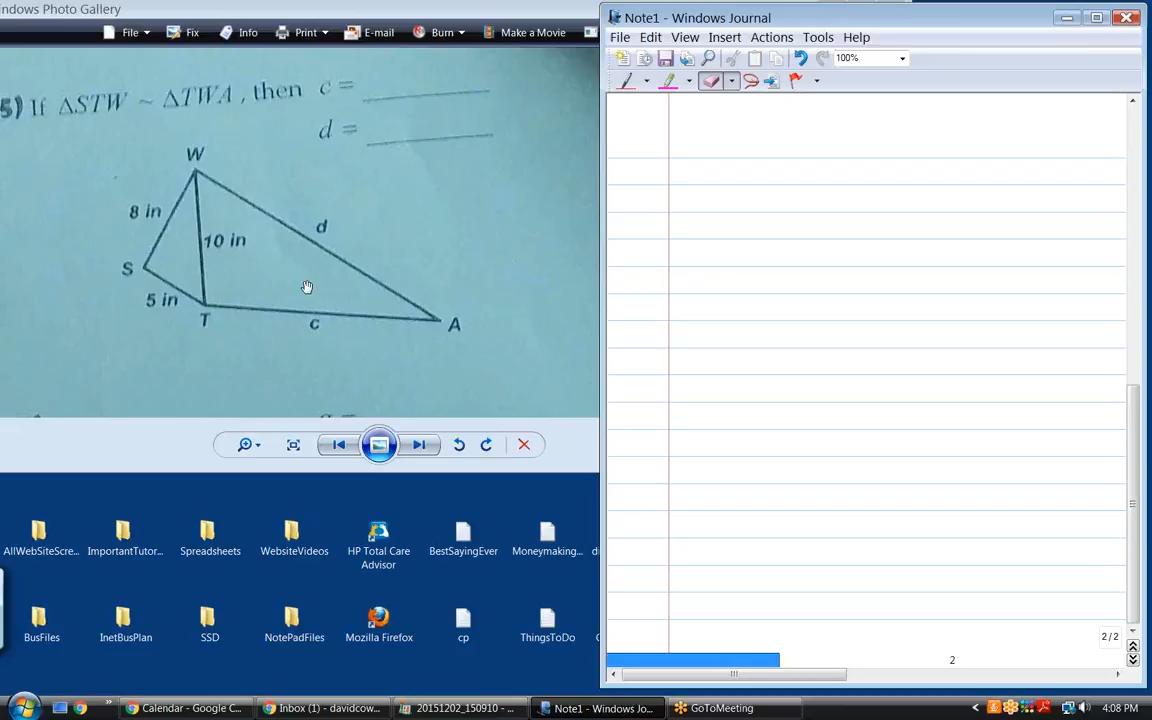 indows Photo Gallery
File
Fix
Info
Print
E-mail
Burn
Make a Movie
5) If ΔSTW ~ ΔTWA, then c = ________
d = ________
W
8 in
d
10 in
S
5 in
T
c
A
Note1 - Windows Journal
File Edit View Insert Actions Tools Help
100%
2/2
2
AllWebSiteScre...
ImportantTutor...
Spreadsheets
WebsiteVideos
HP Total Care
Advisor
BestSayingEver
Moneymaking...
BusFiles
InetBusPlan
SSD
NotePadFiles
Mozilla Firefox
cp
ThingsToDo
Calendar - Google C...
Inbox (1) - davidcow...
20151202_150910 - ...
Note1 - Windows Jo...
GoToMeeting
4:08 PM